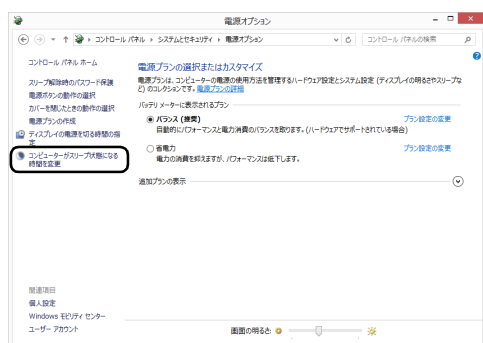 電源オプション
コントロール パネル ▸ システムとセキュリティ ▸ 電源オプション
コントロール パネルの検索
コントロール パネル ホーム
スリープ解除時のパスワード保護
電源ボタンの動作の選択
カバーを閉じたときの動作の選択
電源プランの作成
ディスプレイの電源を切る時間の指
定
コンピューターがスリープ状態になる
時間を変更
電源プランの選択またはカスタマイズ
電源プランは、コンピューターの電源の使用方法を管理するハードウェア設定とシステム設定 (ディスプレイの明るさやスリープな
ど) のコレクションです。電源プランの詳細
バッテリ メーターに表示されるプラン
バランス (推奨) プラン設定の変更
自動的にパフォーマンスと電力消費のバランスを取ります。(ハードウェアでサポートされている場合)
省電力 プラン設定の変更
電力の消費を抑えますが、パフォーマンスは低下します。
追加プランの表示
関連項目
個人設定
Windows モビリティ センター
ユーザー アカウント
画面の明るさ: